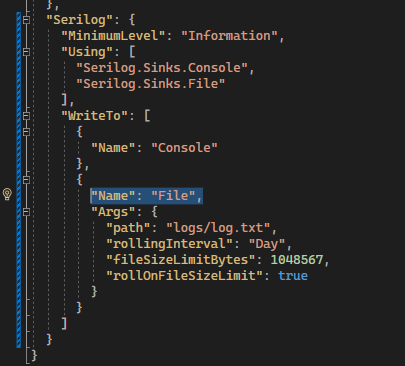 },
"Serilog": {
"MinimumLevel": "Information",
"Using": [
"Serilog.Sinks.Console",
"Serilog.Sinks.File"
],
"WriteTo": [
{
"Name": "Console"
},
{
"Name": "File",
"Args": {
"path": "logs/log.txt",
"rollingInterval": "Day",
"fileSizeLimitBytes": 1048567,
"rollOnFileSizeLimit": true
}
}
]
}
}